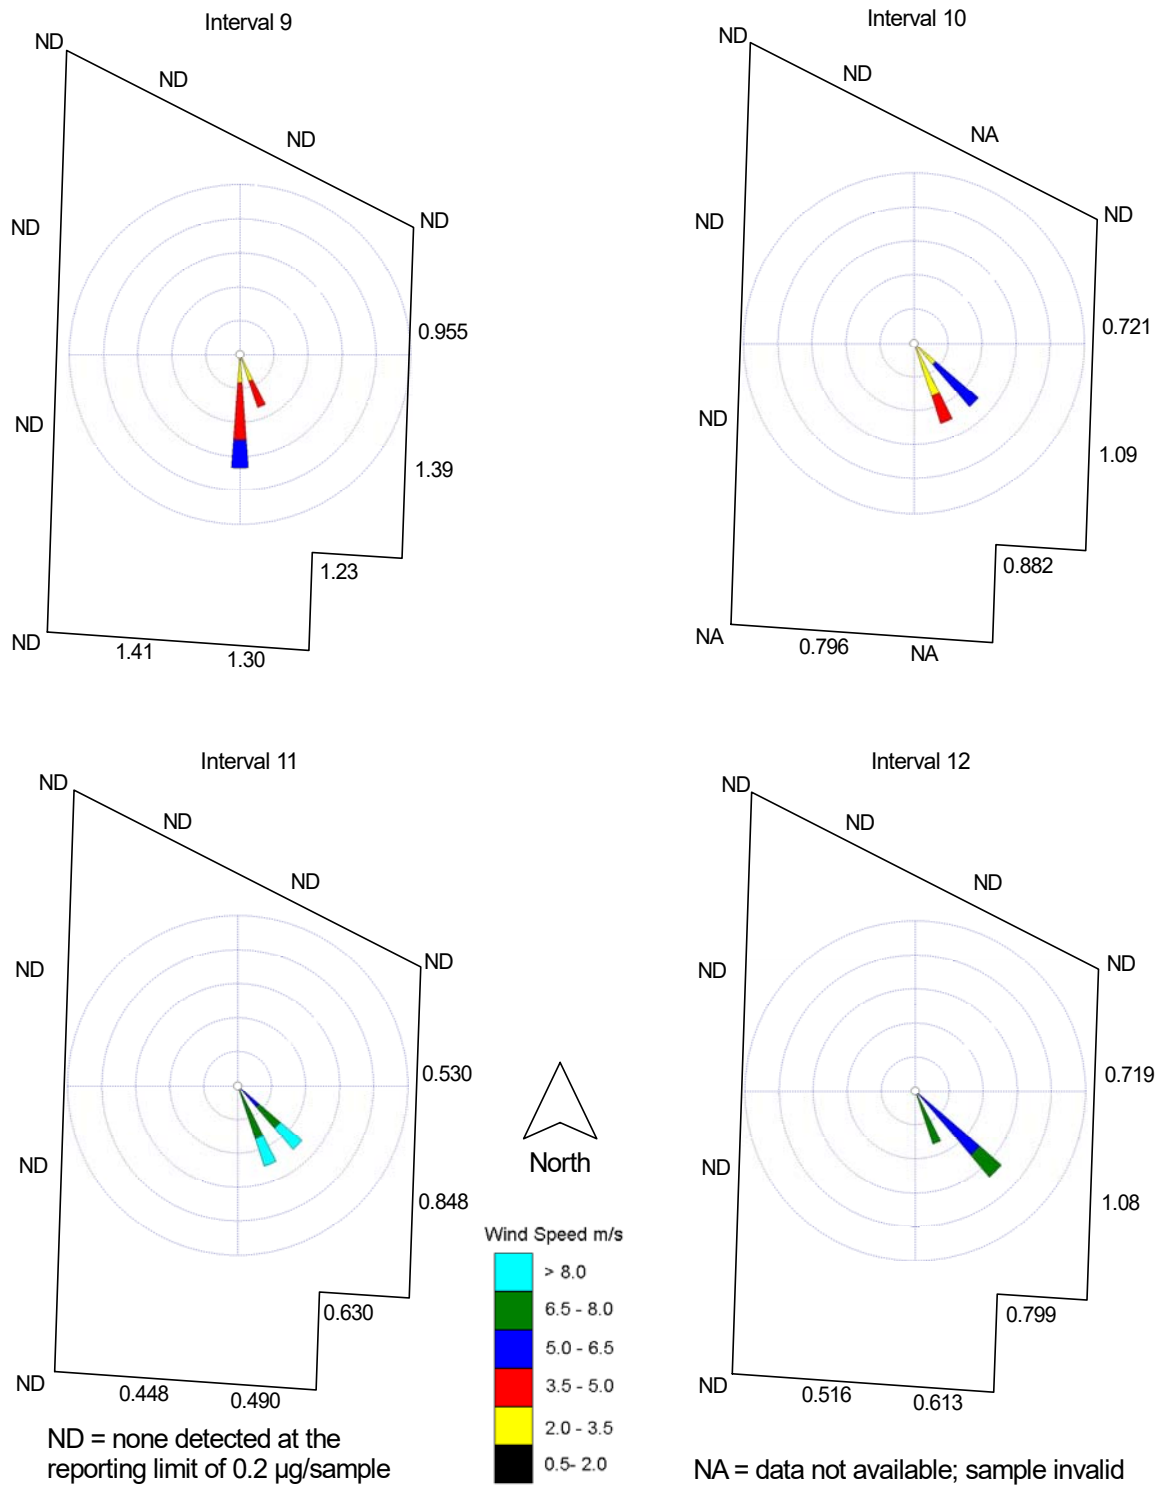 Interval 9
ND
ND
ND
ND
ND
0.955
ND
1.39
1.23
ND
1.41
1.30
Interval 10
ND
ND
NA
ND
ND
0.721
ND
1.09
0.882
NA
0.796
NA
Interval 11
ND
ND
ND
ND
ND
0.530
ND
0.848
0.630
ND
0.448
0.490
Interval 12
ND
ND
ND
ND
ND
0.719
ND
1.08
0.799
ND
0.516
0.613
North
Wind Speed m/s
> 8.0
6.5 - 8.0
5.0 - 6.5
3.5 - 5.0
2.0 - 3.5
0.5- 2.0
ND = none detected at the
reporting limit of 0.2 µg/sample
NA = data not available; sample invalid